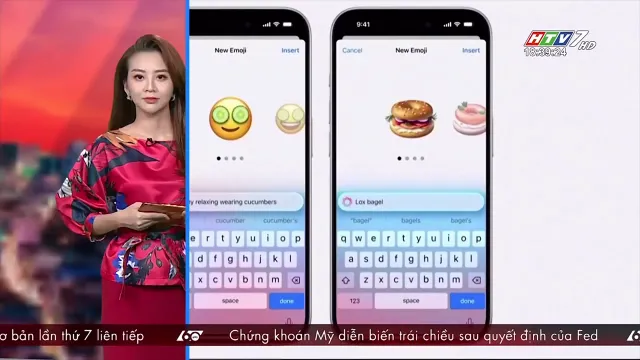 HTV7 HD
18:39:24
New Emoji
Insert
y relaxing wearing cucumbers
cucumber
cucumber's
e r t y u i o p
d f g h j k l
c v b n m
space
done
9:41
Cancel
New Emoji
Insert
Lox bagel
"bagel"
bagels
bagel's
q w e r t y u i o p
a s d f g h j k l
z x c v b n m
123
space
done
ơ bản lần thứ 7 liên tiếp
Chứng khoán Mỹ diễn biến trái chiều sau quyết định của Fed